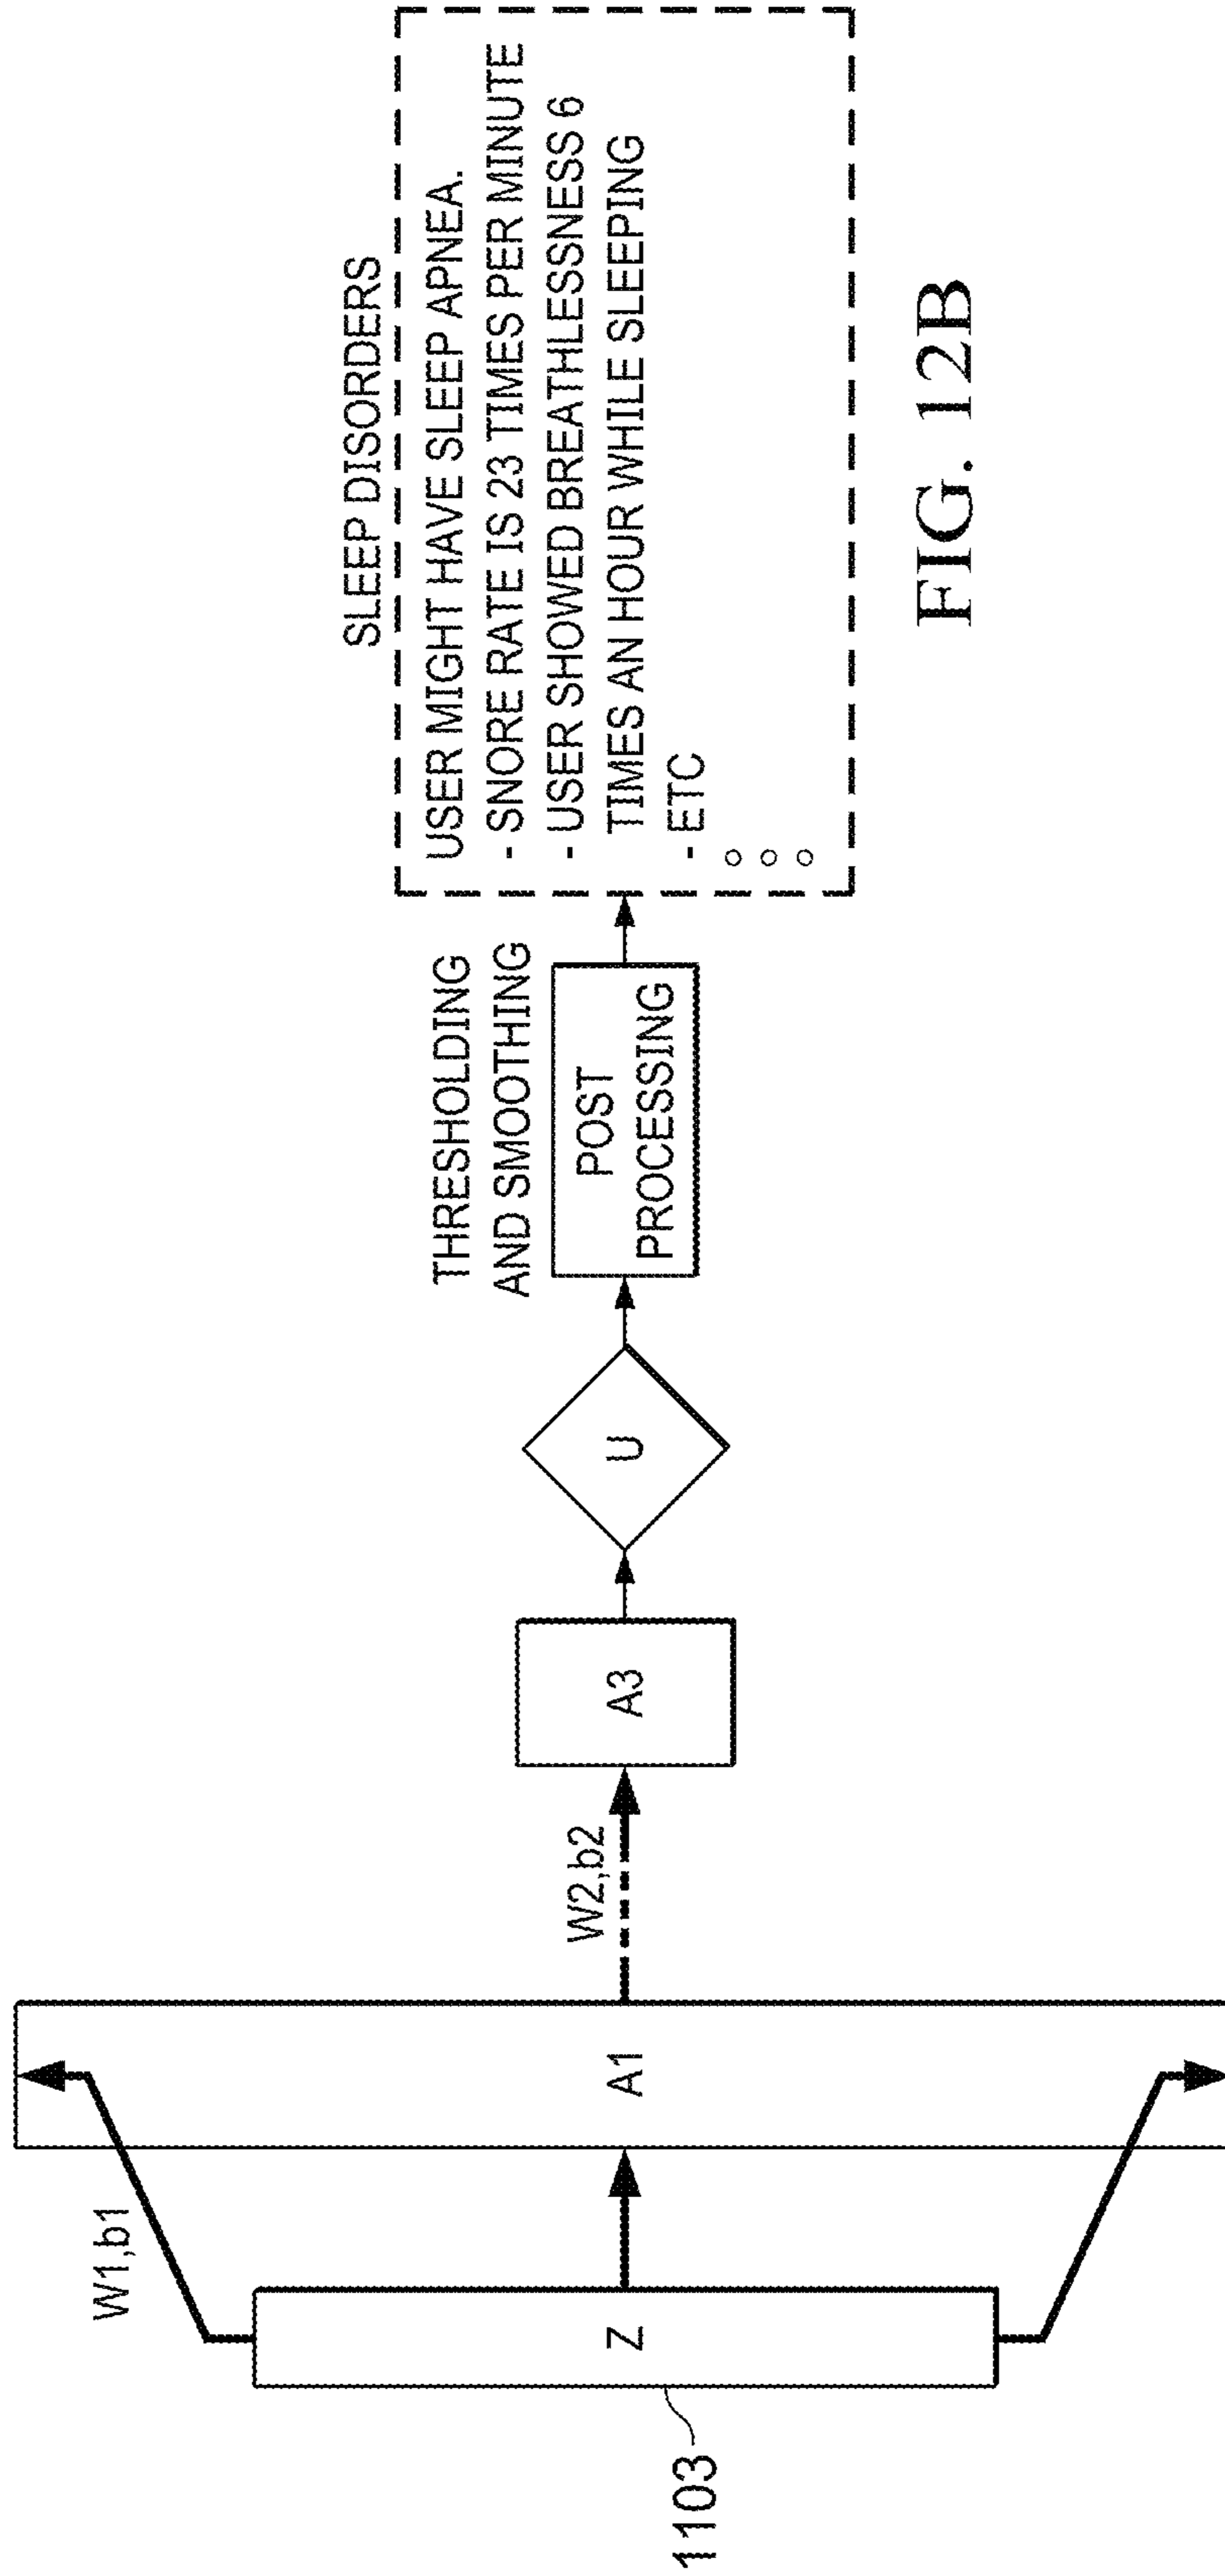 1103
Z
W1,b1
A1
W2,b2
A3
U
THRESHOLDING
AND SMOOTHING
POST
PROCESSING
SLEEP DISORDERS
USER MIGHT HAVE SLEEP APNEA.
- SNORE RATE IS 23 TIMES PER MINUTE
- USER SHOWED BREATHLESSNESS 6
TIMES AN HOUR WHILE SLEEPING
- ETC
FIG. 12B